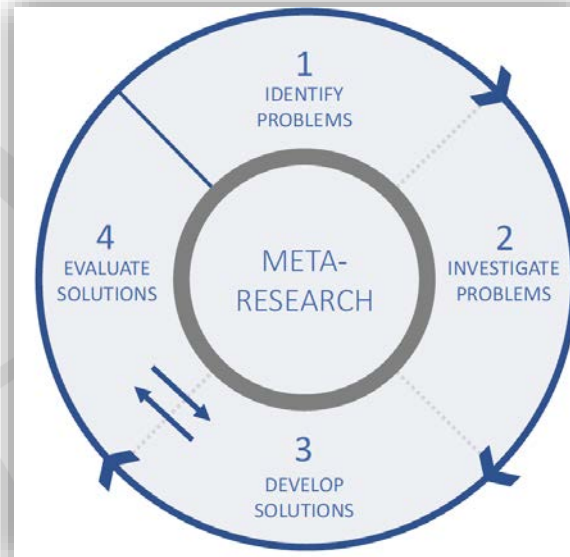 1
IDENTIFY
PROBLEMS
2
INVESTIGATE
PROBLEMS
3
DEVELOP
SOLUTIONS
4
EVALUATE
SOLUTIONS
META-
RESEARCH